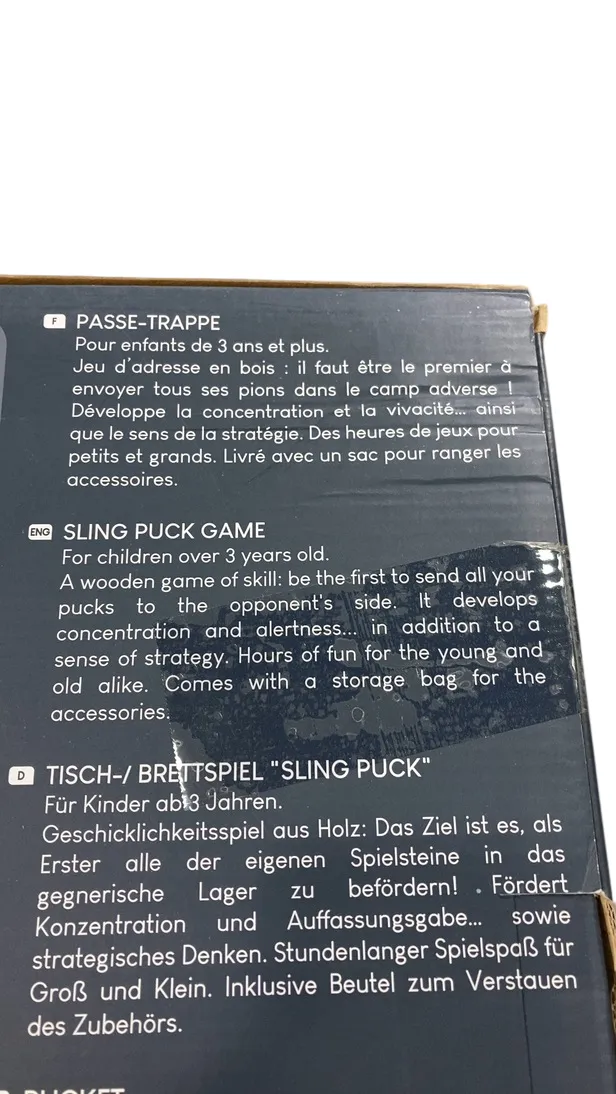 F PASSE-TRAPPE
Pour enfants de 3 ans et plus.
Jeu d'adresse en bois : il faut être le premier à
envoyer tous ses pions dans le camp adverse !
Développe la concentration et la vivacité... ainsi
que le sens de la stratégie. Des heures de jeux pour
petits et grands. Livré avec un sac pour ranger les
accessoires.
ENG SLING PUCK GAME
For children over 3 years old.
A wooden game of skill: be the first to send all your
pucks to the opponent's side. It develops
concentration and alertness... in addition to a
sense of strategy. Hours of fun for the young and
old alike. Comes with a storage bag for the
accessories.
D TISCH-/ BRETTSPIEL "SLING PUCK"
Für Kinder ab 3 Jahren.
Geschicklichkeitsspiel aus Holz: Das Ziel ist es, als
Erster alle der eigenen Spielsteine in das
gegnerische Lager zu befördern! Fördert
Konzentration und Auffassungsgabe... sowie
strategisches Denken. Stundenlanger Spielspaß für
Groß und Klein. Inklusive Beutel zum Verstauen
des Zubehörs.